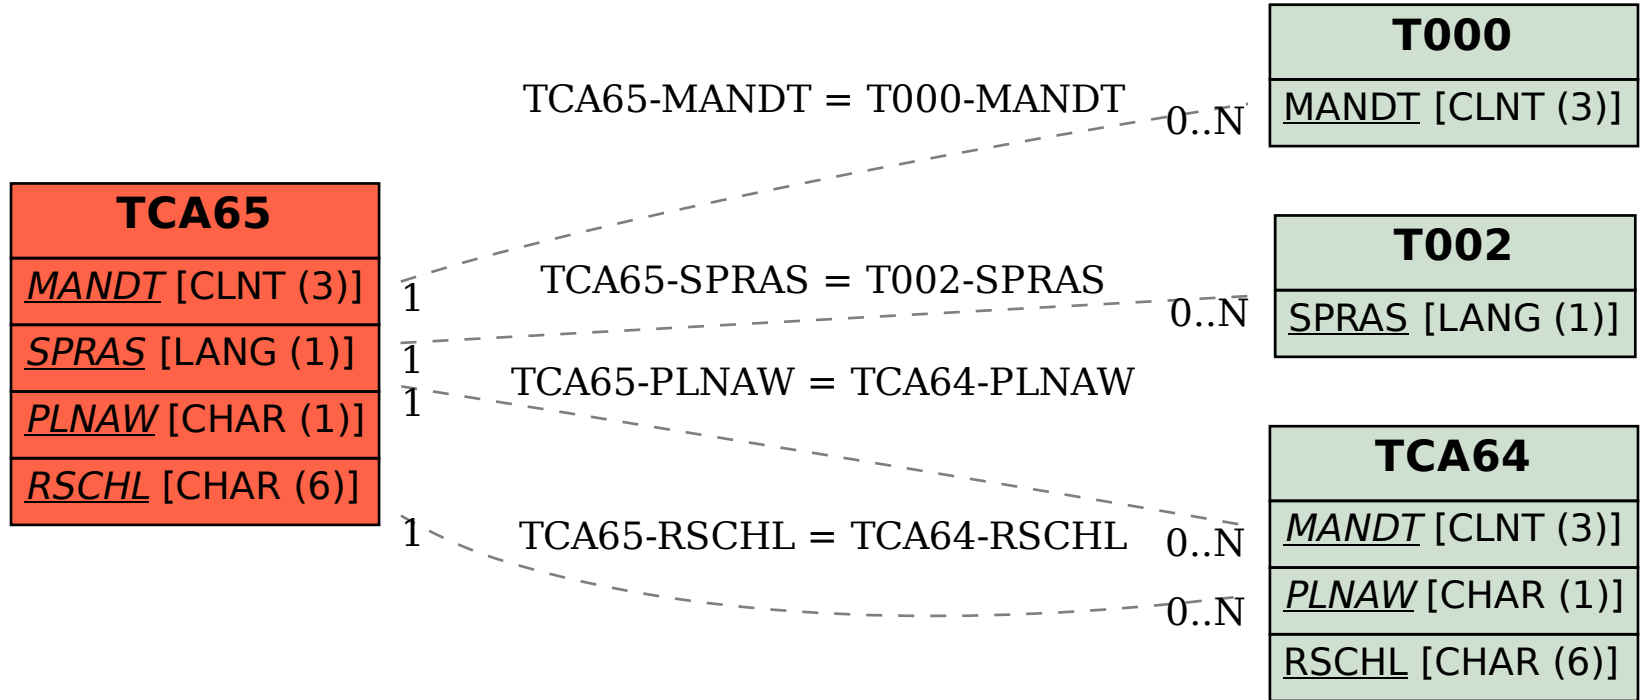 T000
MANDT [CLNT (3)]
TCA65-MANDT = T000-MANDT
0..N
TCA65
MANDT [CLNT (3)]
SPRAS [LANG (1)]
PLNAW [CHAR (1)]
RSCHL [CHAR (6)]
1
TCA65-SPRAS = T002-SPRAS
0..N
1
T002
SPRAS [LANG (1)]
TCA65-PLNAW = TCA64-PLNAW
1
0..N
TCA65-RSCHL = TCA64-RSCHL
1
0..N
TCA64
MANDT [CLNT (3)]
PLNAW [CHAR (1)]
RSCHL [CHAR (6)]